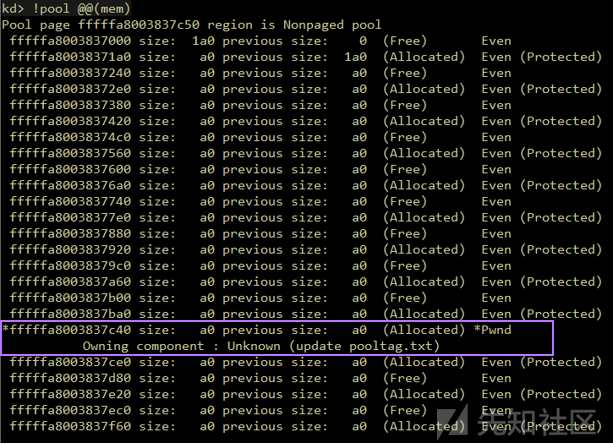 kd> !pool @@(mem)
Pool page fffffa8003837c50 region is Nonpaged pool
 fffffa8003837000 size:  1a0 previous size:    0  (Free)       Even
 fffffa80038371a0 size:   a0 previous size:  1a0  (Allocated)  Even (Protected)
 fffffa8003837240 size:   a0 previous size:   a0  (Free)       Even
 fffffa80038372e0 size:   a0 previous size:   a0  (Allocated)  Even (Protected)
 fffffa8003837380 size:   a0 previous size:   a0  (Free)       Even
 fffffa8003837420 size:   a0 previous size:   a0  (Allocated)  Even (Protected)
 fffffa80038374c0 size:   a0 previous size:   a0  (Free)       Even
 fffffa8003837560 size:   a0 previous size:   a0  (Allocated)  Even (Protected)
 fffffa8003837600 size:   a0 previous size:   a0  (Free)       Even
 fffffa80038376a0 size:   a0 previous size:   a0  (Allocated)  Even (Protected)
 fffffa8003837740 size:   a0 previous size:   a0  (Free)       Even
 fffffa80038377e0 size:   a0 previous size:   a0  (Allocated)  Even (Protected)
 fffffa8003837880 size:   a0 previous size:   a0  (Free)       Even
 fffffa8003837920 size:   a0 previous size:   a0  (Allocated)  Even (Protected)
 fffffa80038379c0 size:   a0 previous size:   a0  (Free)       Even
 fffffa8003837a60 size:   a0 previous size:   a0  (Allocated)  Even (Protected)
 fffffa8003837b00 size:   a0 previous size:   a0  (Free)       Even
 fffffa8003837ba0 size:   a0 previous size:   a0  (Allocated)  Even (Protected)
*fffffa8003837c40 size:   a0 previous size:   a0  (Allocated) *Pwnd
Owning component : Unknown (update pooltag.txt)
 fffffa8003837ce0 size:   a0 previous size:   a0  (Allocated)  Even (Protected)
 fffffa8003837d80 size:   a0 previous size:   a0  (Free)       Even
 fffffa8003837e20 size:   a0 previous size:   a0  (Allocated)  Even (Protected)
 fffffa8003837ec0 size:   a0 previous size:   a0  (Free)       Even
 fffffa8003837f60 size:   a0 previous size:   a0  (Allocated)  Even (Protected)
先知社区